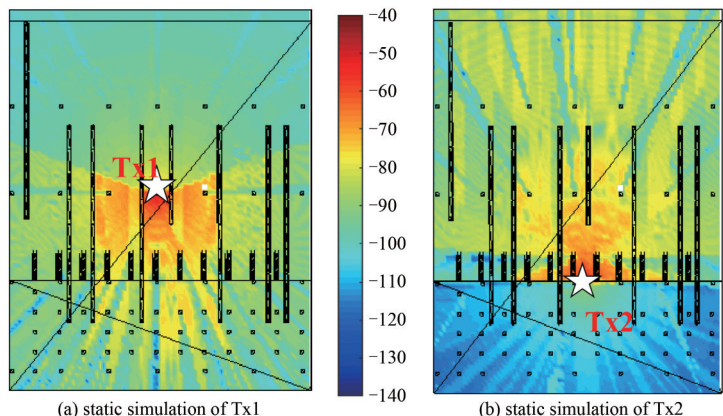 Tx1
-40
-50
-60
-70
-80
-90
-100
-110
-120
-130
-140
Tx2
(a) static simulation of Tx1
(b) static simulation of Tx2